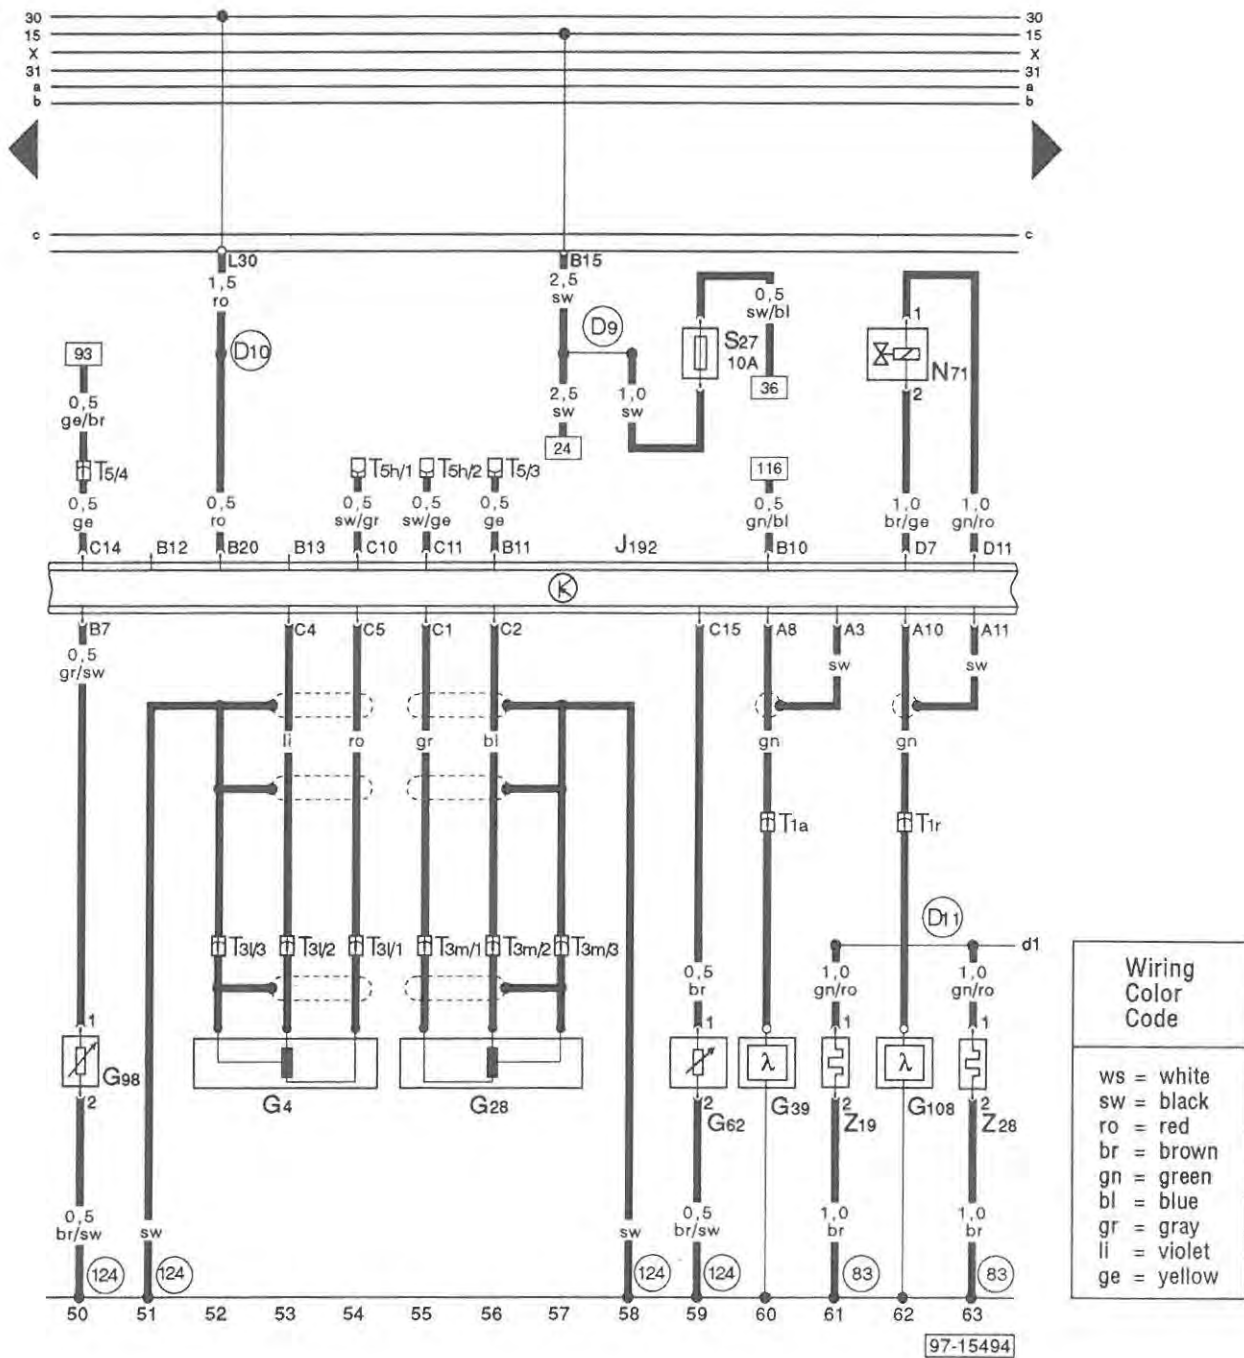 30 30
15 15
X X
31 31
a a
b b
c c
L30 B15
1,5 ro
2,5 sw
0,5 sw/bl
1
D9
S27 10A
93
D10
N71
36
2
0,5 ge/br
2,5 sw
1,0 sw
24
T5/4 T5h/1 T5h/2 T5/3 116
0,5 ge
0,5 ro
0,5 sw/gr
0,5 sw/ge
0,5 ge
0,5 gn/bl
1,0 br/ge
1,0 gn/ro
C14 B12 B20 B13 C10 C11 B11 J192 B10 D7 D11
K
B7 C4 C5 C1 C2 C15 A8 A3 A10 A11
0,5 gr/sw
sw sw
li ro gr bl gn gn
T1a T1r
D11
T3l/3 T3l/2 T3l/1 T3m/1 T3m/2 T3m/3 d1
0,5 br
1,0 gn/ro
1,0 gn/ro
1 1 1 1
G98 λ λ
2 G4 G28 2 G62 G39 2 Z19 G108 2 Z28
0,5 br/sw
sw sw
0,5 br/sw
1,0 br
1,0 br
124 124 124 124 83 83
50 51 52 53 54 55 56 57 58 59 60 61 62 63
97-15494
Wiring
Color
Code
ws = white
sw = black
ro = red
br = brown
gn = green
bl = blue
gr = gray
li = violet
ge = yellow